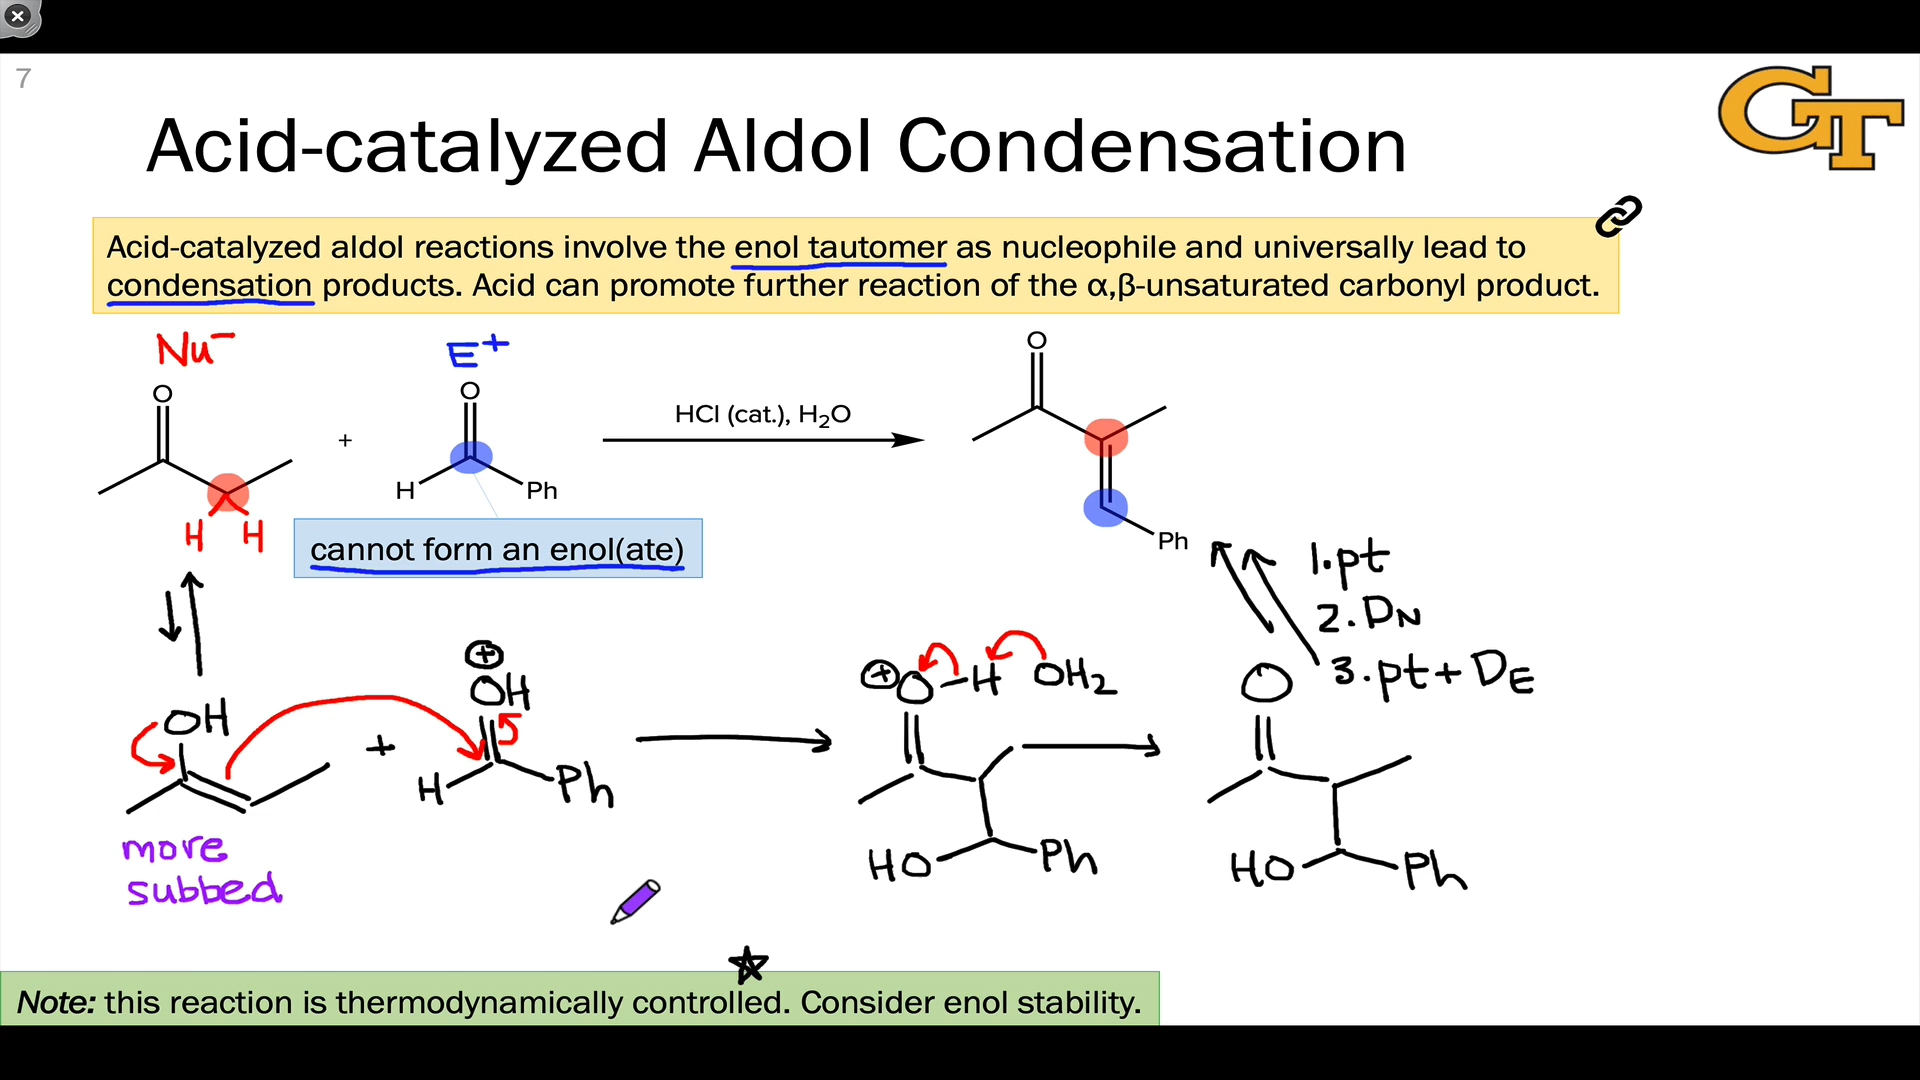 7
GT
Acid-catalyzed Aldol Condensation
Acid-catalyzed aldol reactions involve the enol tautomer as nucleophile and universally lead to
condensation products. Acid can promote further reaction of the α,β-unsaturated carbonyl product.
Nu⁻
E⁺
O
O
O
+
HCl (cat.), H₂O
H
Ph
H H
cannot form an enol(ate)
Ph
1. pt
2. DN
3. pt + DE
⊕
OH
OH
+
H
Ph
⊕ O-H OH₂
HO
Ph
O
HO
Ph
more
subbed
Note: this reaction is thermodynamically controlled. Consider enol stability.